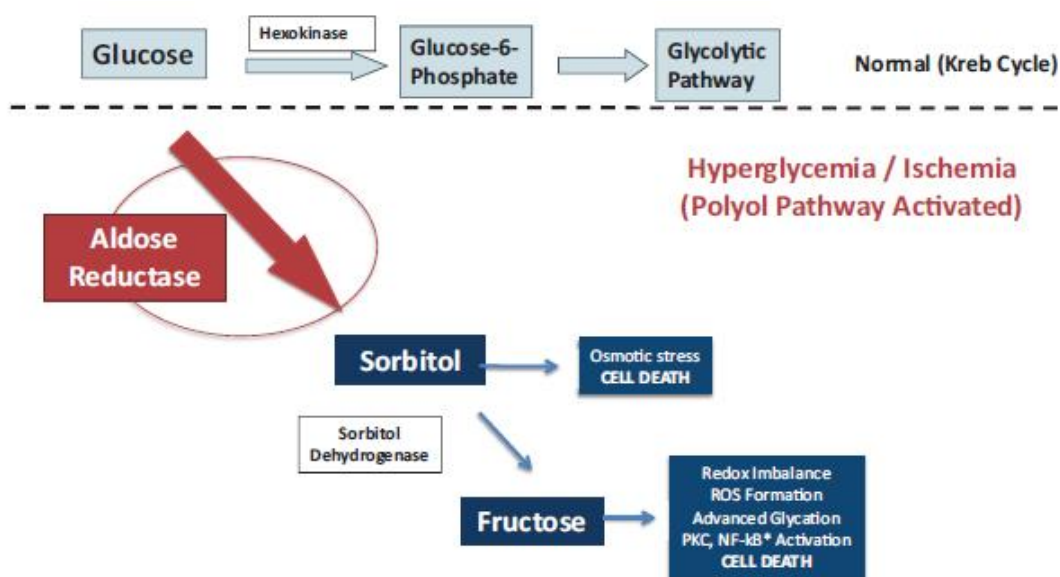 Glucose
Hexokinase
Glucose-6-
Phosphate
Glycolytic
Pathway
Normal (Kreb Cycle)
Hyperglycemia / Ischemia
(Polyol Pathway Activated)
Aldose
Reductase
Sorbitol
Osmotic stress
CELL DEATH
Sorbitol
Dehydrogenase
Fructose
Redox Imbalance
ROS Formation
Advanced Glycation
PKC, NF-kB* Activation
CELL DEATH